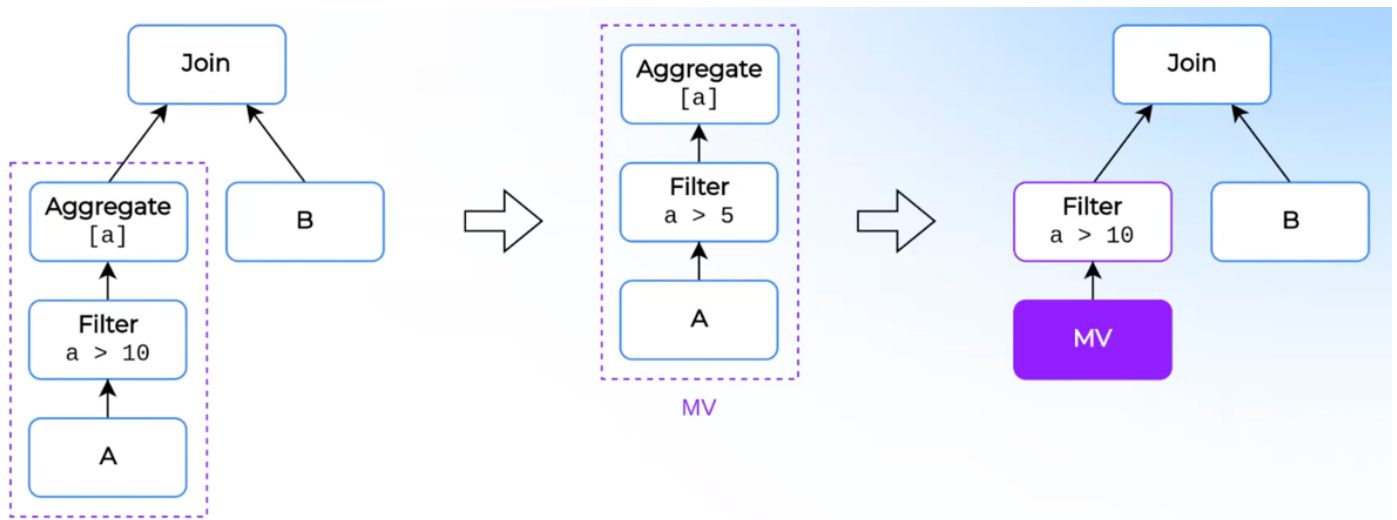 Join
Aggregate
[a]
B
Filter
a > 10
A
Aggregate
[a]
Filter
a > 5
A
MV
Join
Filter
a > 10
B
MV